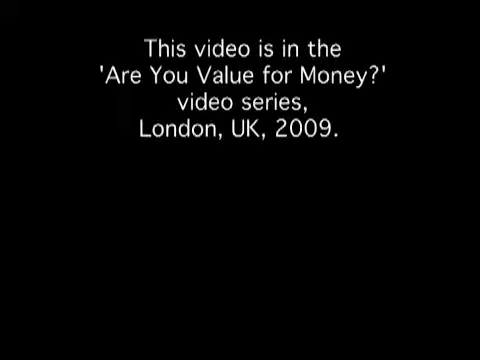 This video is in the
'Are You Value for Money?'
video series,
London, UK, 2009.